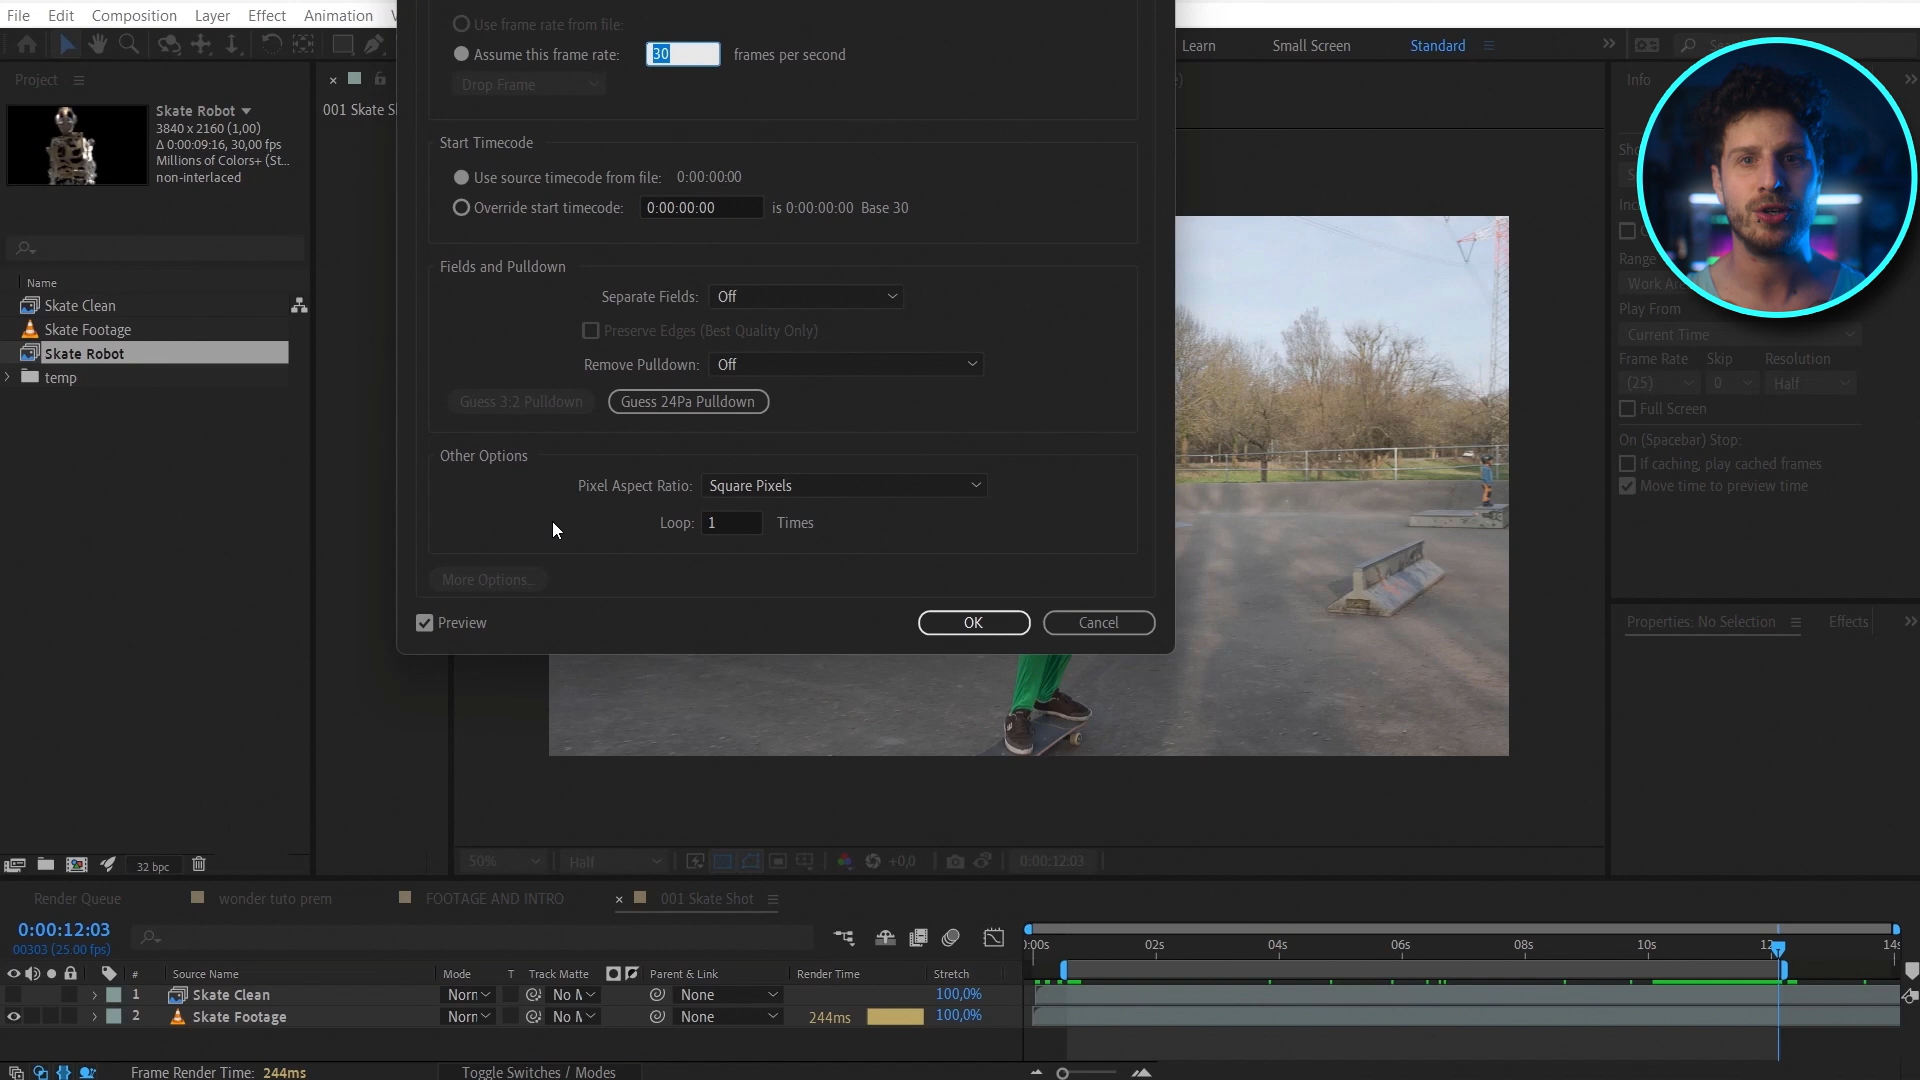 File Edit Composition Layer Effect Animation
Use frame rate from file:
Assume this frame rate: 30 frames per second
Drop Frame
Learn Small Screen Standard
Project
Info
Skate Robot
3840 x 2160 (1,00)
Δ 0:00:09:16, 30,00 fps
Millions of Colors+ (St...
non-interlaced
001 Skate S
Start Timecode
Use source timecode from file: 0:00:00:00
Override start timecode: 0:00:00:00 is 0:00:00:00 Base 30
Range
Work Ar
Play From
Current Time
Frame Rate Skip Resolution
(25) 0 Half
Full Screen
On (Spacebar) Stop:
If caching, play cached frames
Move time to preview time
Fields and Pulldown
Separate Fields: Off
Preserve Edges (Best Quality Only)
Remove Pulldown: Off
Guess 3:2 Pulldown Guess 24Pa Pulldown
Name
Skate Clean
Skate Footage
Skate Robot
temp
Other Options
Pixel Aspect Ratio: Square Pixels
Loop: 1 Times
More Options...
Preview OK Cancel
Properties: No Selection Effects
32 bpc
50% Half +0,0 0:00:12:03
Render Queue wonder tuto prem FOOTAGE AND INTRO 001 Skate Shot
0:00:12:03
00303 (25.00 fps)
:00s 02s 04s 06s 08s 10s 12 14s
# Source Name Mode T Track Matte Parent & Link Render Time Stretch
1 Skate Clean Norr No M None 100,0%
2 Skate Footage Norr No M None 244ms 100,0%
Frame Render Time: 244ms Toggle Switches / Modes